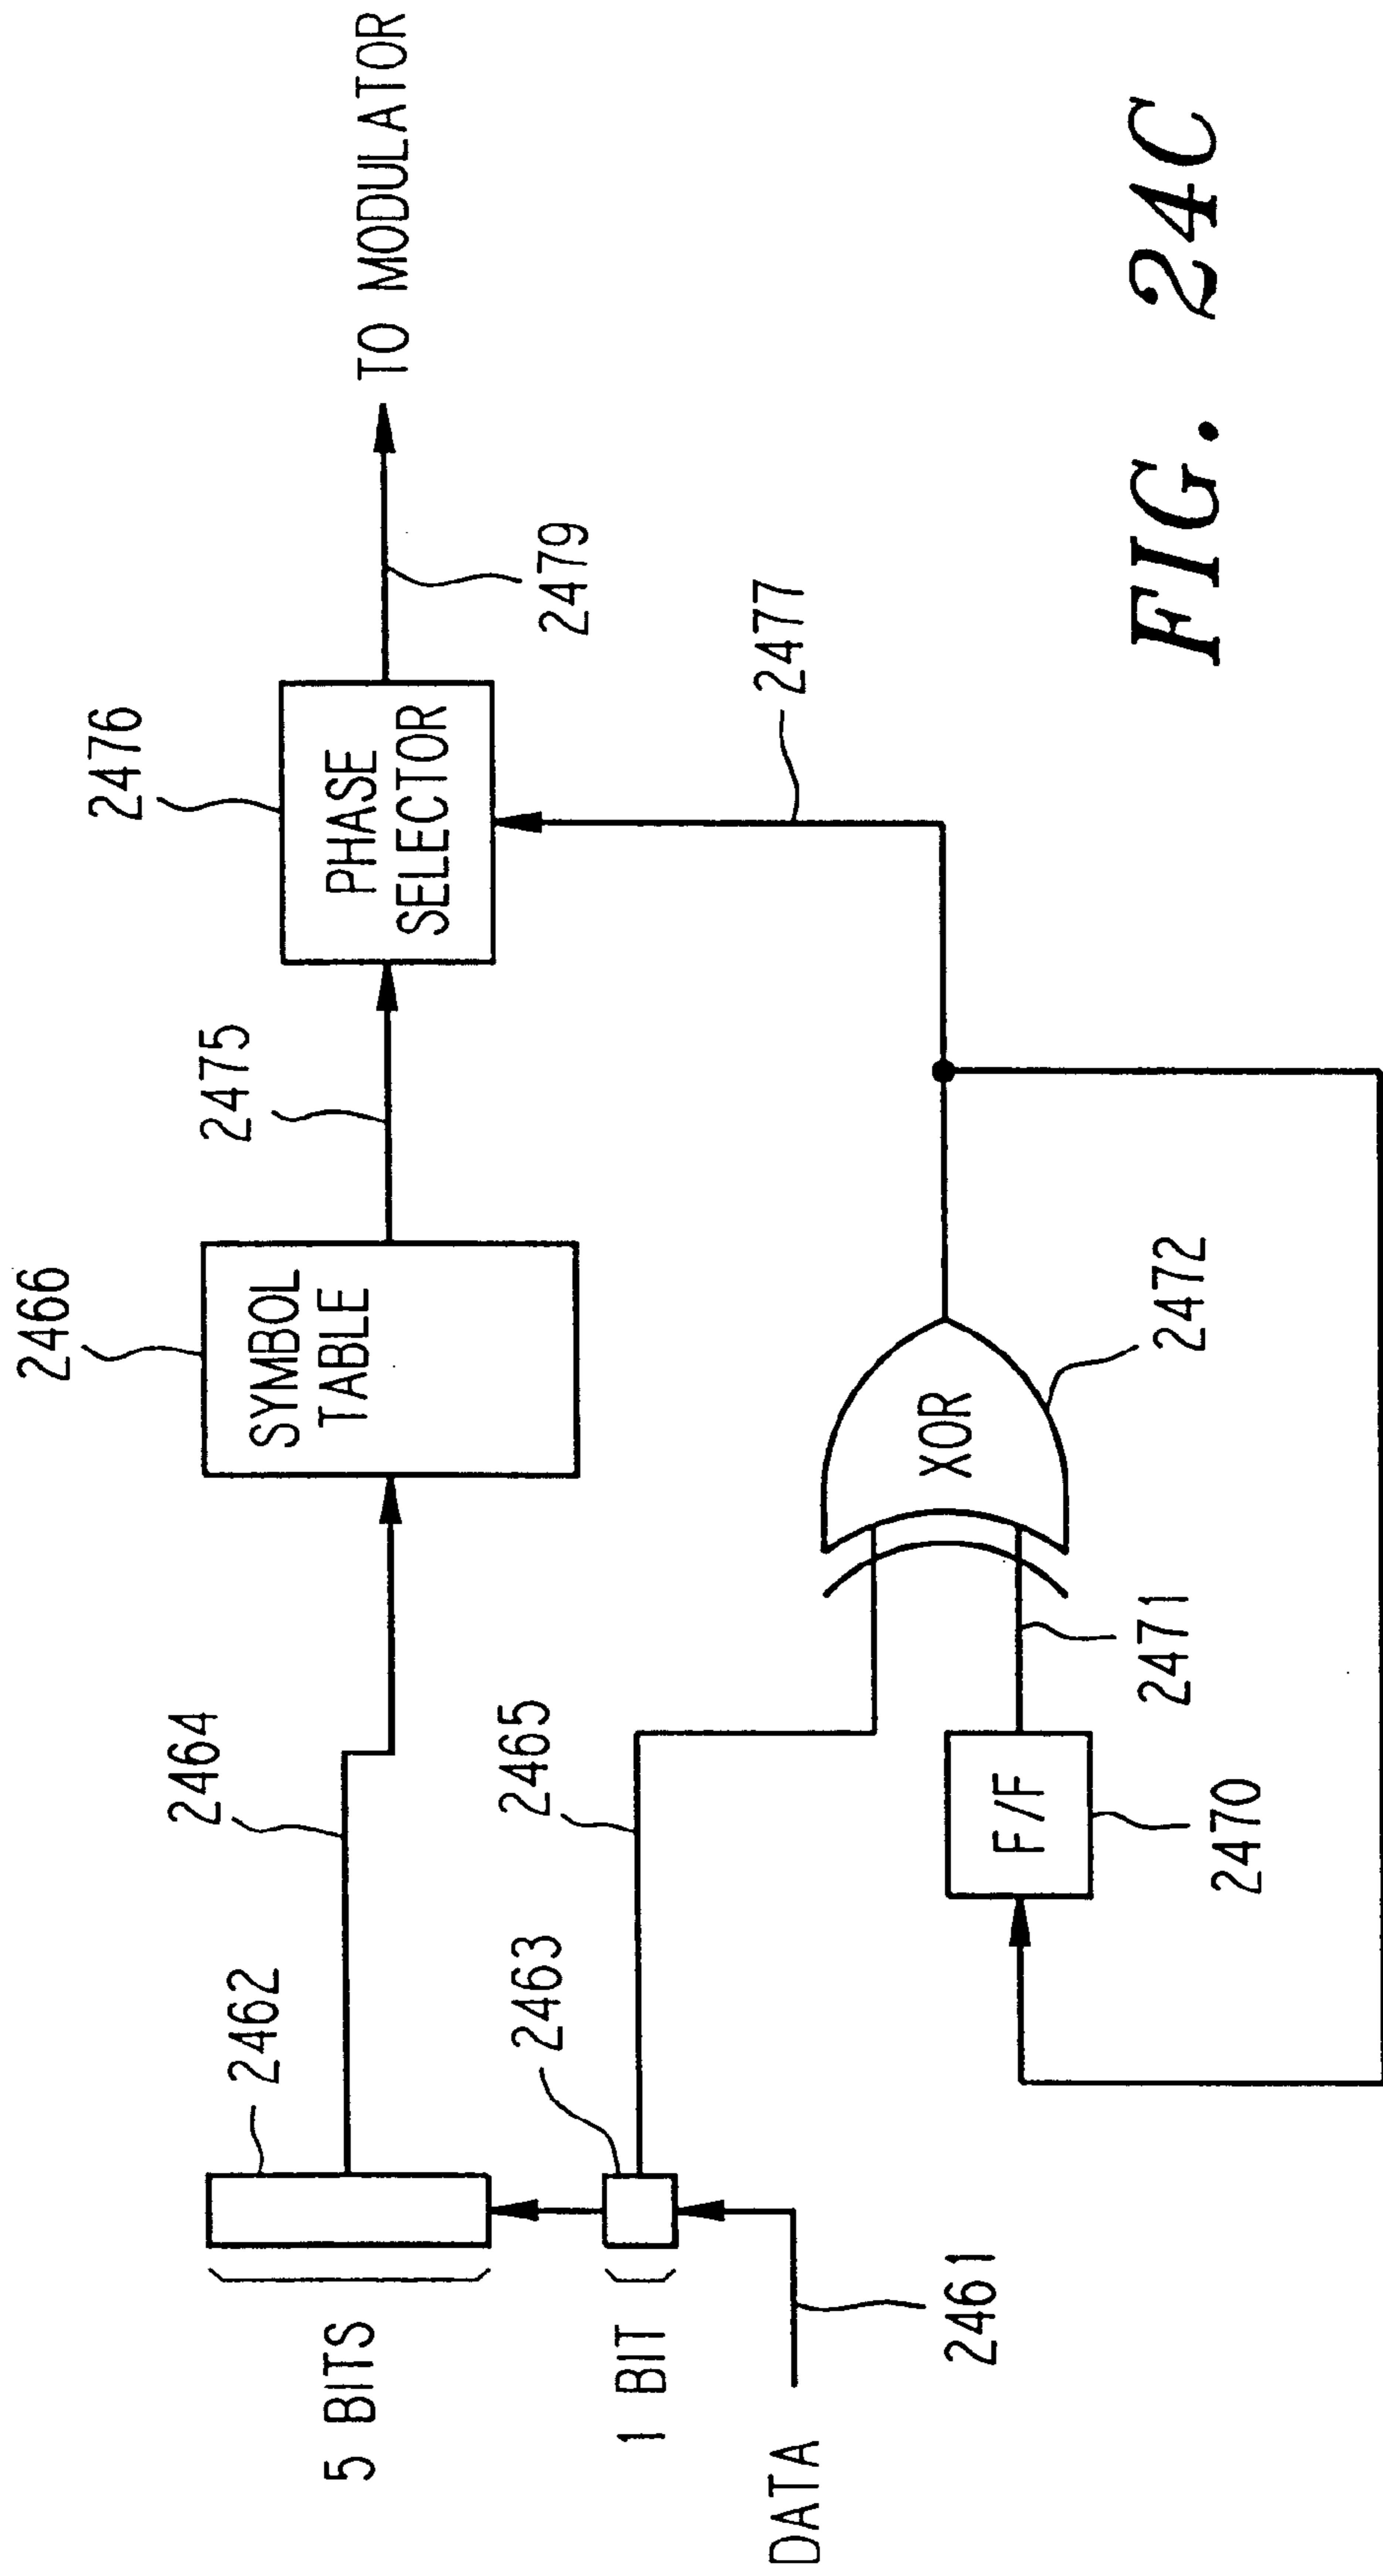 2466
2476
2462
2464
2475
5 BITS
SYMBOL
TABLE
PHASE
SELECTOR
TO MODULATOR
2463
2465
2479
1 BIT
2477
DATA
2461
XOR
F/F
2471
2472
2470
FIG. 24C